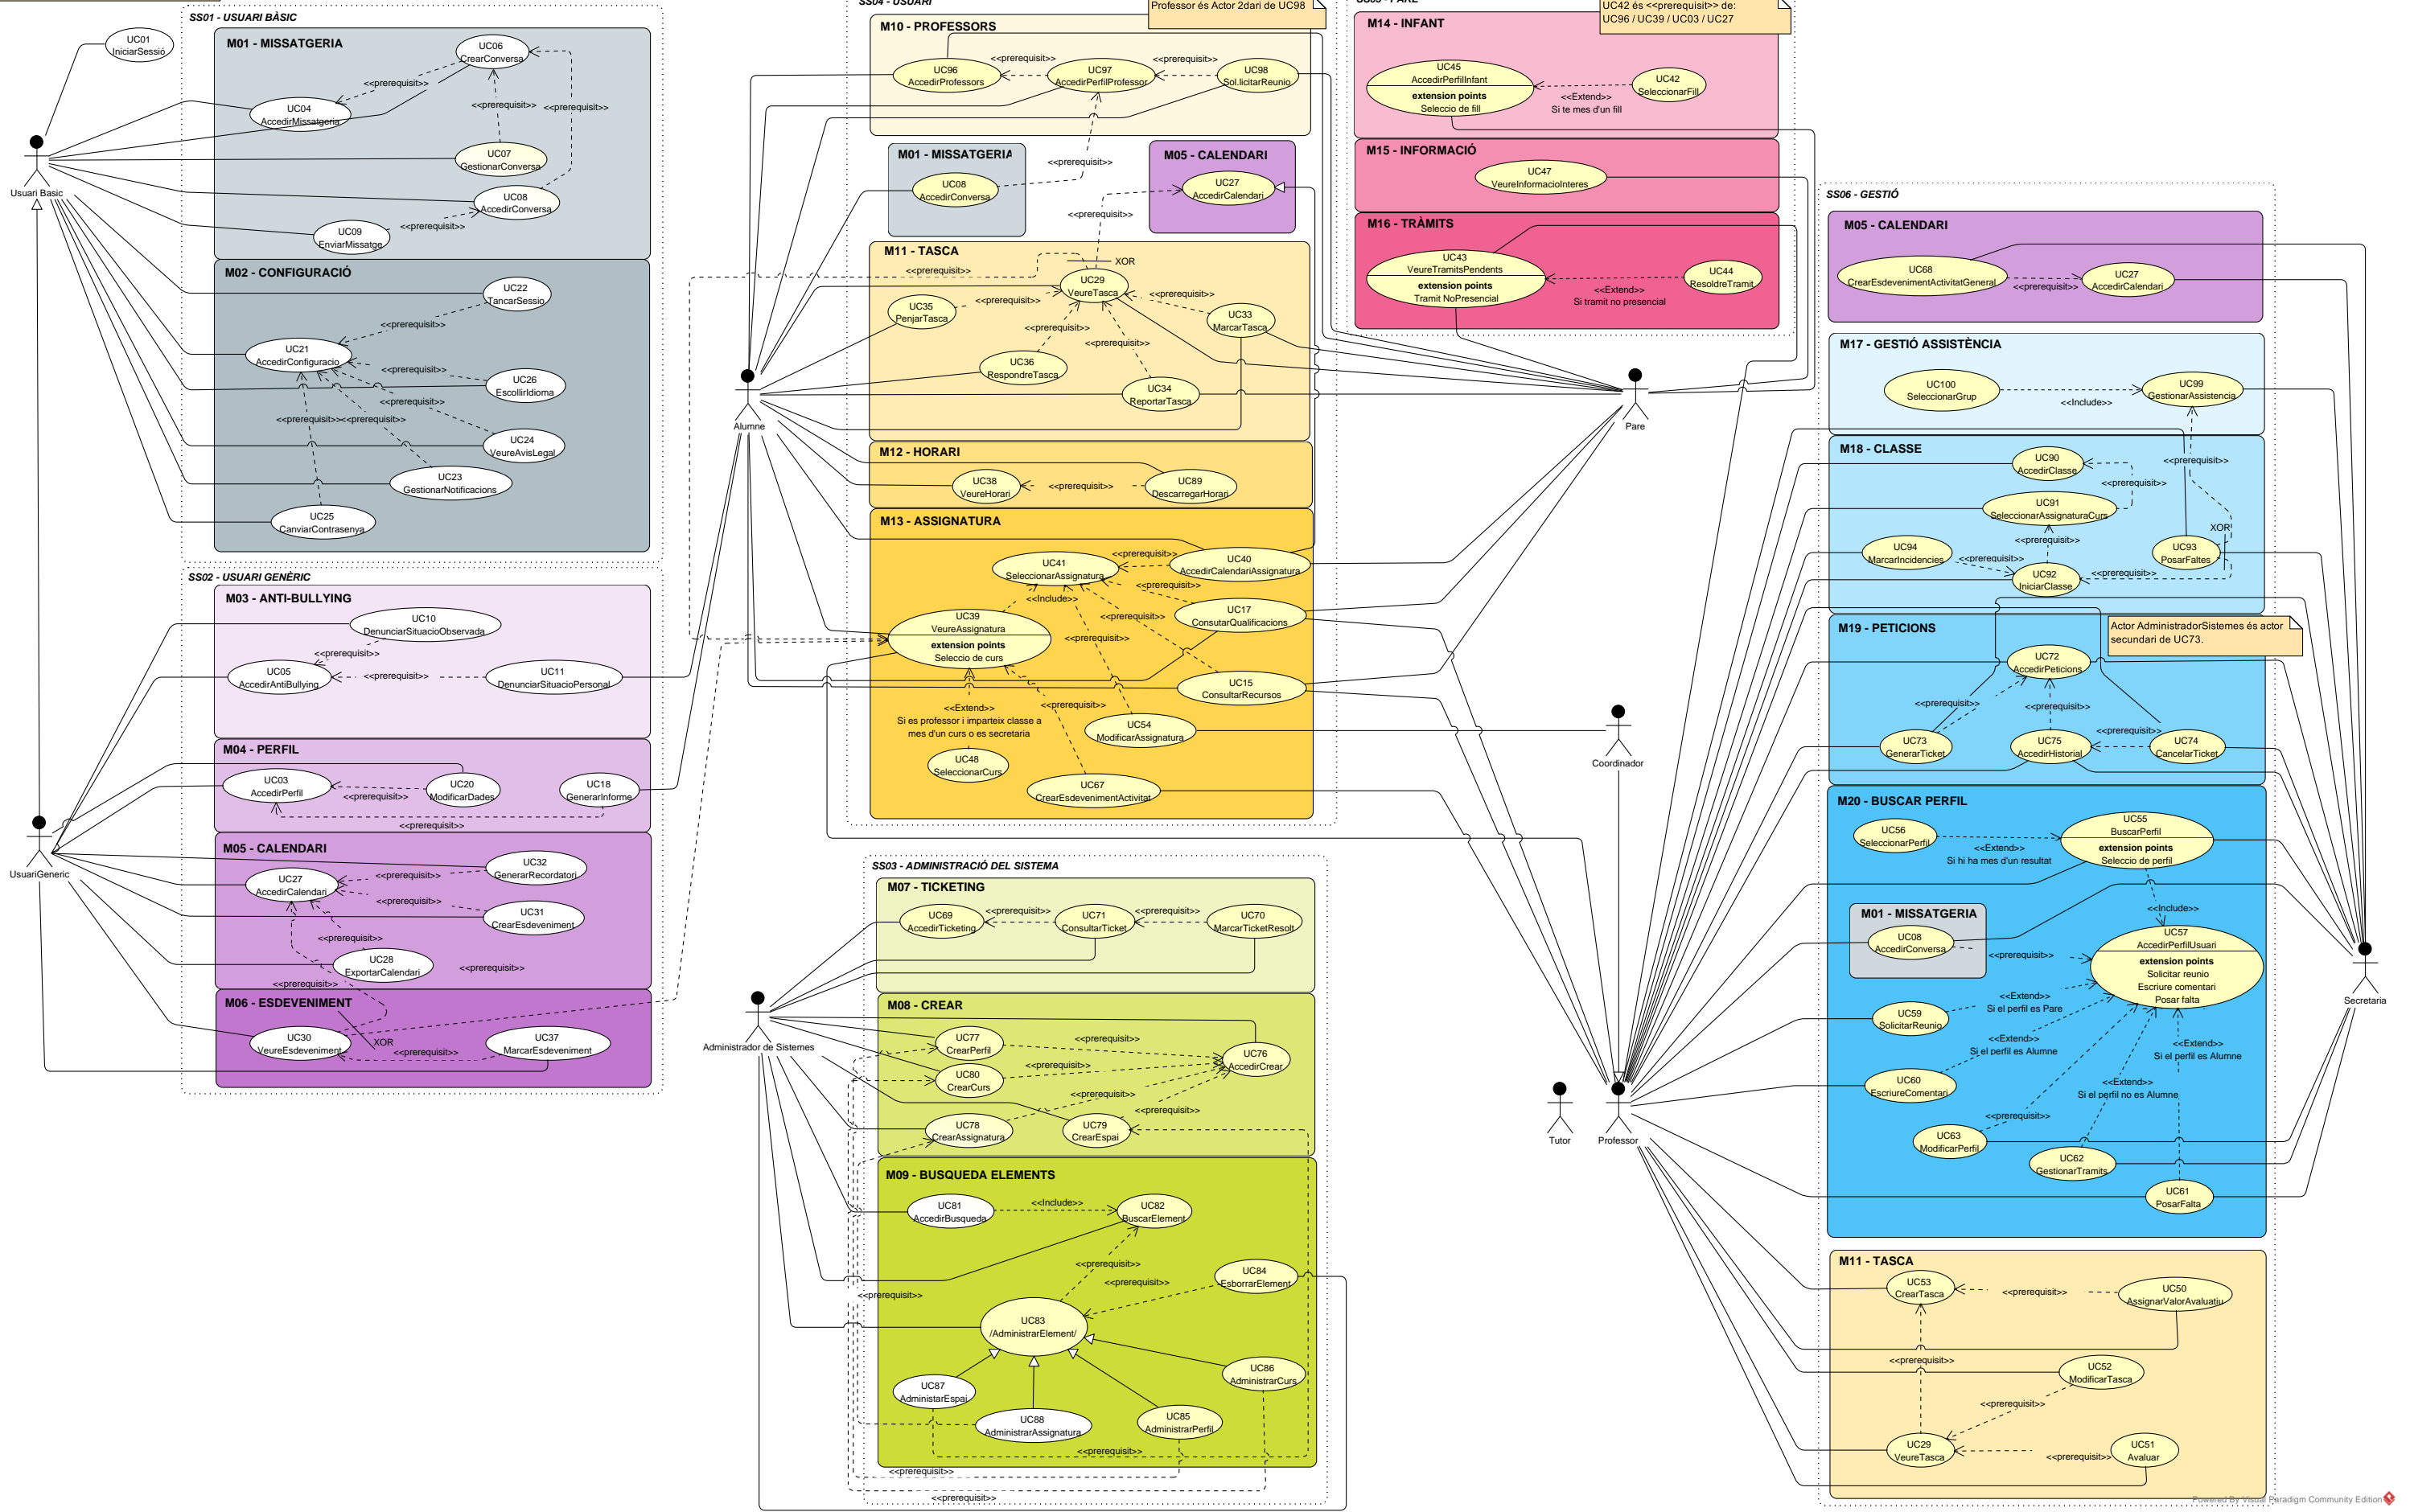 SS01 - USUARI BÀSIC
UC01
IniciarSessió
M01 - MISSATGERIA
UC06
CrearConversa
<<prerequisit>>
<<prerequisit>>
<<prerequisit>>
UC04
AccedirMissatgeria
UC07
GestionarConversa
UC08
AccedirConversa
<<prerequisit>>
UC09
EnviarMissatge
Usuari Basic
M02 - CONFIGURACIÓ
UC22
TancarSessio
<<prerequisit>>
UC21
AccedirConfiguracio
<<prerequisit>>
UC26
EscollirIdioma
<<prerequisit>>
<<prerequisit>>
<<prerequisit>>
UC24
VeureAvisLegal
UC23
GestionarNotificacions
UC25
CanviarContrasenya
SS02 - USUARI GENÈRIC
M03 - ANTI-BULLYING
UC10
DenunciarSituacioObservada
<<prerequisit>>
UC05
AccedirAntiBullying
<<prerequisit>>
UC11
DenunciarSituacioPersonal
M04 - PERFIL
UC03
AccedirPerfil
<<prerequisit>>
UC20
ModificarDades
UC18
GenerarInforme
<<prerequisit>>
UsuariGeneric
M05 - CALENDARI
UC32
GenerarRecordatori
<<prerequisit>>
UC27
AccedirCalendari
<<prerequisit>>
UC31
CrearEsdeveniment
<<prerequisit>>
UC28
ExportarCalendari
<<prerequisit>>
<<prerequisit>>
M06 - ESDEVENIMENT
UC30
VeureEsdeveniment
XOR
<<prerequisit>>
UC37
MarcarEsdeveniment
SS04 - USUARI
Professor és Actor 2dari de UC98
M10 - PROFESSORS
UC96
AccedirProfessors
<<prerequisit>>
UC97
AccedirPerfilProfessor
<<prerequisit>>
UC98
Sol.licitarReunio
M01 - MISSATGERIA
UC08
AccedirConversa
<<prerequisit>>
M05 - CALENDARI
UC27
AccedirCalendari
<<prerequisit>>
M11 - TASCA
<<prerequisit>>
XOR
UC29
VeureTasca
UC35
PenjarTasca
<<prerequisit>>
<<prerequisit>>
UC33
MarcarTasca
<<prerequisit>>
<<prerequisit>>
UC36
RespondreTasca
UC34
ReportarTasca
Alumne
M12 - HORARI
UC38
VeureHorari
<<prerequisit>>
UC89
DescarregarHorari
M13 - ASSIGNATURA
UC41
SeleccionarAssignatura
<<prerequisit>>
UC40
AccedirCalendariAssignatura
<<Include>>
<<prerequisit>>
<<prerequisit>>
UC17
ConsutarQualificacions
UC39
VeureAssignatura
extension points
Seleccio de curs
UC15
ConsultarRecursos
<<Extend>>
Si es professor i imparteix classe a
mes d'un curs o es secretaria
<<prerequisit>>
UC54
ModificarAssignatura
UC48
SeleccionarCurs
UC67
CrearEsdevenimentActivitat
SS03 - ADMINISTRACIÓ DEL SISTEMA
M07 - TICKETING
UC69
AccedirTicketing
<<prerequisit>>
UC71
ConsultarTicket
<<prerequisit>>
UC70
MarcarTicketResolt
Administrador de Sistemes
M08 - CREAR
UC77
CrearPerfil
<<prerequisit>>
UC76
AccedirCrear
UC80
CrearCurs
<<prerequisit>>
<<prerequisit>>
<<prerequisit>>
UC78
CrearAssignatura
UC79
CrearEspai
M09 - BUSQUEDA ELEMENTS
UC81
AccedirBusqueda
<<Include>>
UC82
BuscarElement
<<prerequisit>>
<<prerequisit>>
UC84
EsborrarElement
<<prerequisit>>
UC83
/AdministrarElement/
UC86
AdministrarCurs
UC87
AdministarEspai
UC88
AdministrarAssignatura
UC85
AdministrarPerfil
<<prerequisit>>
<<prerequisit>>
<<prerequisit>>
UC42 és <<prerequisit>> de:
UC96 / UC39 / UC03 / UC27
M14 - INFANT
UC45
AccedirPerfilInfant
extension points
Seleccio de fill
<<Extend>>
Si te mes d'un fill
UC42
SeleccionarFill
M15 - INFORMACIÓ
UC47
VeureInformacioInteres
M16 - TRÀMITS
UC43
VeureTramitsPendents
extension points
Tramit NoPresencial
<<Extend>>
Si tramit no presencial
UC44
ResoldreTramit
Pare
Coordinador
Tutor
Professor
SS06 - GESTIÓ
M05 - CALENDARI
UC68
CrearEsdevenimentActivitatGeneral
<<prerequisit>>
UC27
AccedirCalendari
M17 - GESTIÓ ASSISTÈNCIA
UC100
SeleccionarGrup
<<Include>>
UC99
GestionarAssistencia
M18 - CLASSE
UC90
AccedirClasse
<<prerequisit>>
<<prerequisit>>
UC91
SeleccionarAssignaturaCurs
<<prerequisit>>
XOR
UC94
MarcarIncidencies
<<prerequisit>>
UC93
PosarFaltes
UC92
IniciarClasse
<<prerequisit>>
M19 - PETICIONS
Actor AdministradorSistemes és actor
secundari de UC73.
UC72
AccedirPeticions
<<prerequisit>>
<<prerequisit>>
<<prerequisit>>
UC73
GenerarTicket
UC75
AccedirHistorial
UC74
CancelarTicket
M20 - BUSCAR PERFIL
UC56
SeleccionarPerfil
<<Extend>>
Si hi ha mes d'un resultat
UC55
BuscarPerfil
extension points
Seleccio de perfil
<<Include>>
M01 - MISSATGERIA
UC08
AccedirConversa
<<prerequisit>>
UC57
AccedirPerfilUsuari
extension points
Solicitar reunio
Escriure comentari
Posar falta
UC59
SolicitarReunio
<<Extend>>
Si el perfil es Pare
<<Extend>>
Si el perfil es Alumne
<<Extend>>
Si el perfil es Alumne
UC60
EscriureComentari
<<Extend>>
Si el perfil no es Alumne
<<prerequisit>>
UC63
ModificarPerfil
UC62
GestionarTramits
UC61
PosarFalta
Secretaria
M11 - TASCA
UC53
CrearTasca
<<prerequisit>>
UC50
AssignarValorAvaluatiu
<<prerequisit>>
UC52
ModificarTasca
<<prerequisit>>
UC29
VeureTasca
<<prerequisit>>
UC51
Avaluar
Powered By Visual Paradigm Community Edition